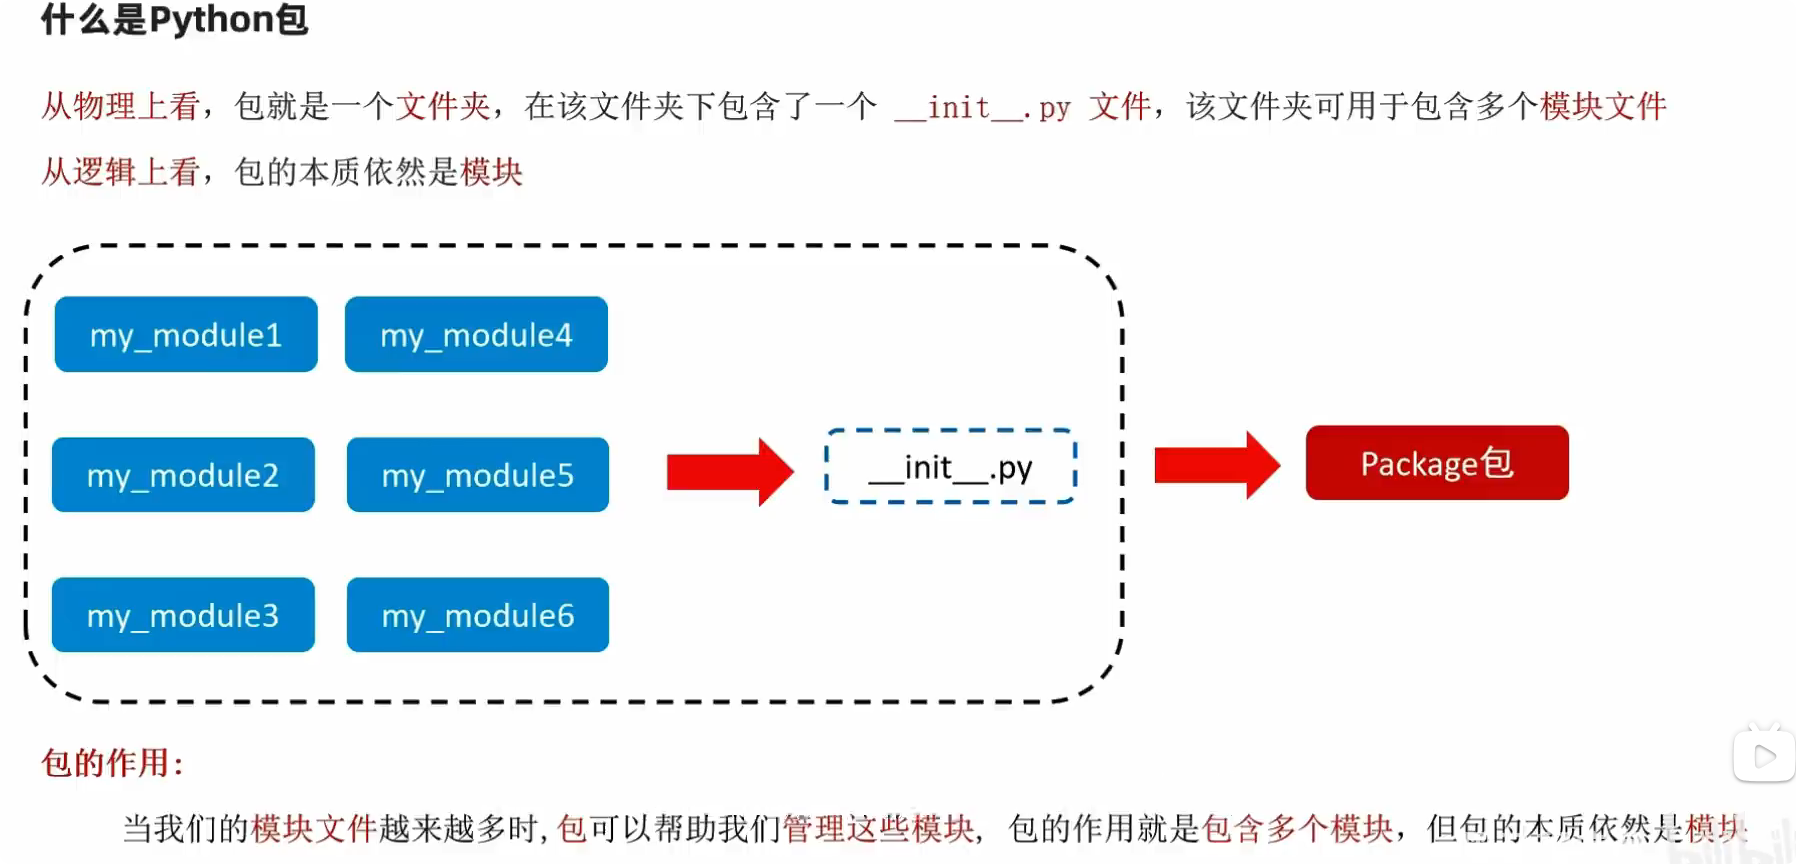 什么是Python包
从物理上看，包就是一个文件夹，在该文件夹下包含了一个 __init__.py 文件，该文件夹可用于包含多个模块文件
从逻辑上看，包的本质依然是模块
my_module1 my_module4
my_module2 my_module5 __init__.py Package包
my_module3 my_module6
包的作用：
当我们的模块文件越来越多时,包可以帮助我们管理这些模块, 包的作用就是包含多个模块，但包的本质依然是模块